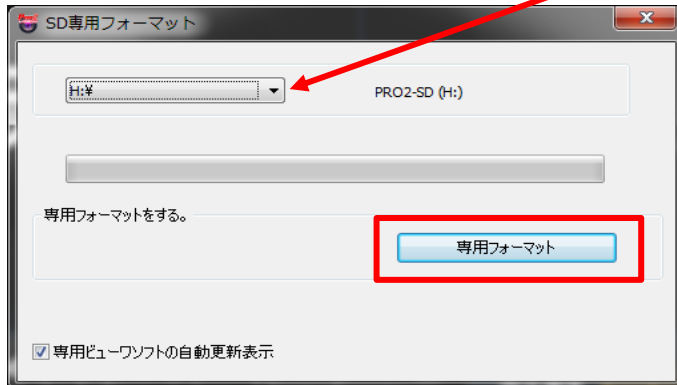 SD専用フォーマット
H:¥
PRO2-SD (H:)
専用フォーマットをする。
専用フォーマット
専用ビューワソフトの自動更新表示